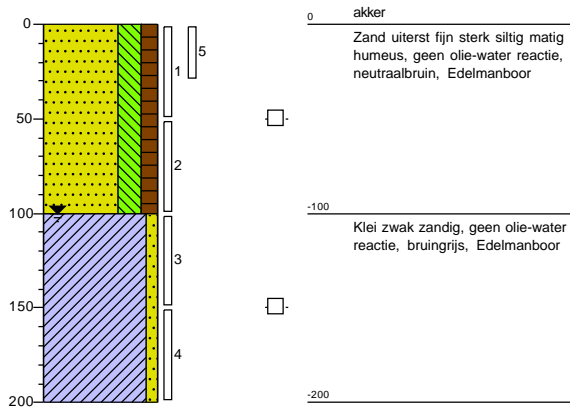 0
akker
0
Zand uiterst fijn sterk siltig matig
humeus, geen olie-water reactie,
neutraalbruin, Edelmanboor
5
1
50
2
100
-100
Klei zwak zandig, geen olie-water
reactie, bruingrijs, Edelmanboor
3
150
4
200
-200